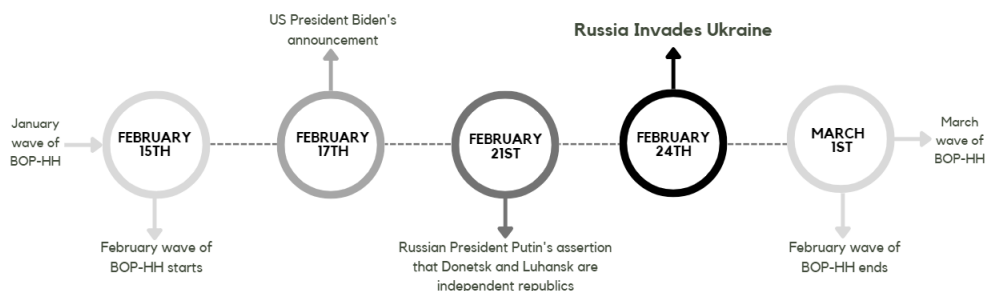 US President Biden's
announcement
Russia Invades Ukraine
January
wave of
BOP-HH
FEBRUARY
15TH
FEBRUARY
17TH
FEBRUARY
21ST
FEBRUARY
24TH
MARCH
1ST
March
wave of
BOP-HH
February wave of
BOP-HH starts
Russian President Putin's assertion
that Donetsk and Luhansk are
independent republics
February wave of
BOP-HH ends